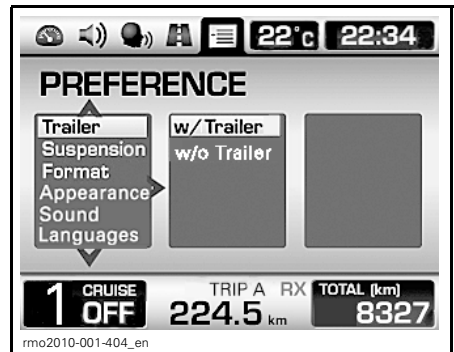 22°c 22:34
PREFERENCE
Trailer
Suspension
Format
Appearance
Sound
Languages
w/Trailer
w/o Trailer
1 CRUISE OFF
TRIP A RX
224.5 km
TOTAL (km)
8327
rmo2010-001-404_en